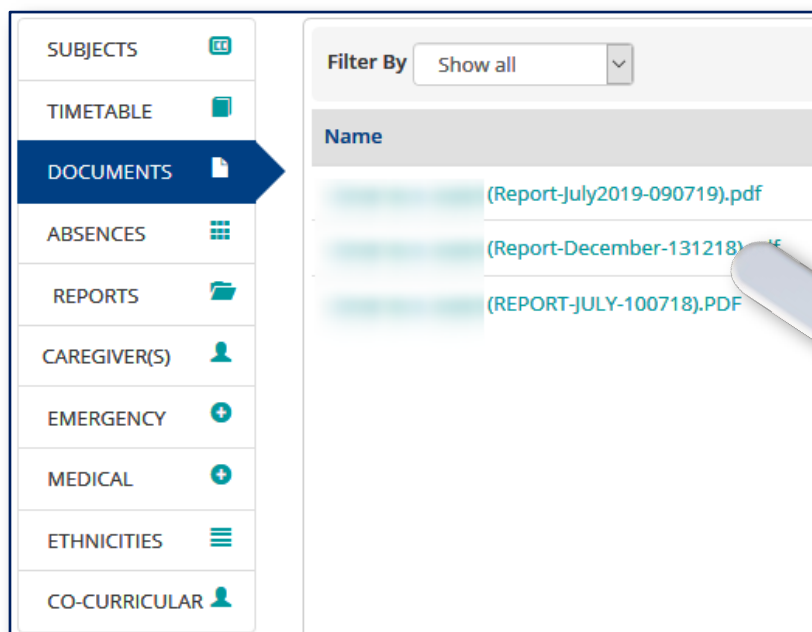 SUBJECTS
TIMETABLE
DOCUMENTS
ABSENCES
REPORTS
CAREGIVER(S)
EMERGENCY
MEDICAL
ETHNICITIES
CO-CURRICULAR
Filter By Show all
Name
(Report-July2019-090719).pdf
(Report-December-131218).pdf
(REPORT-JULY-100718).PDF